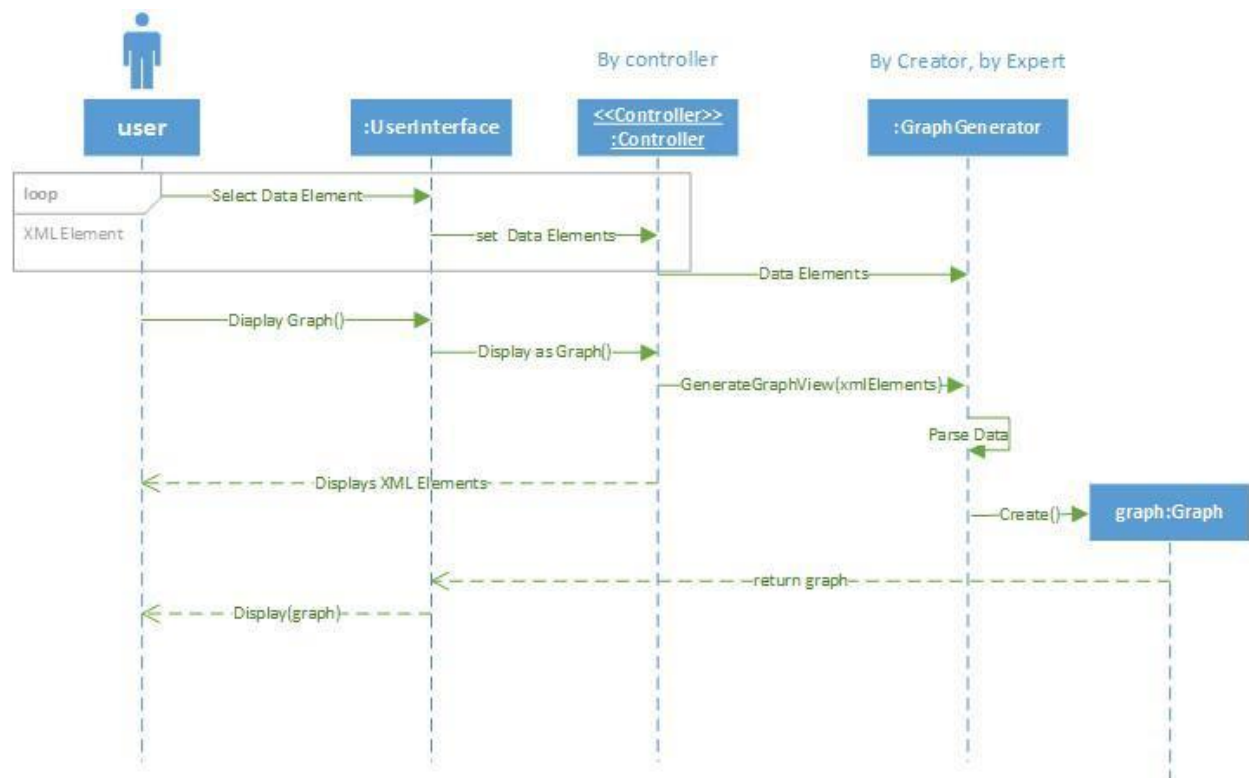 By controller
By Creator, by Expert
user
:UserInterface
<<Controller>>
:Controller
:GraphGenerator
loop
Select Data Element
XML Element
set Data Elements
Data Elements
Diaplay Graph()
Display as Graph()
GenerateGraphView(xmlElements)
Parse Data
Displays XML Elements
Create()
graph:Graph
return graph
Display(graph)